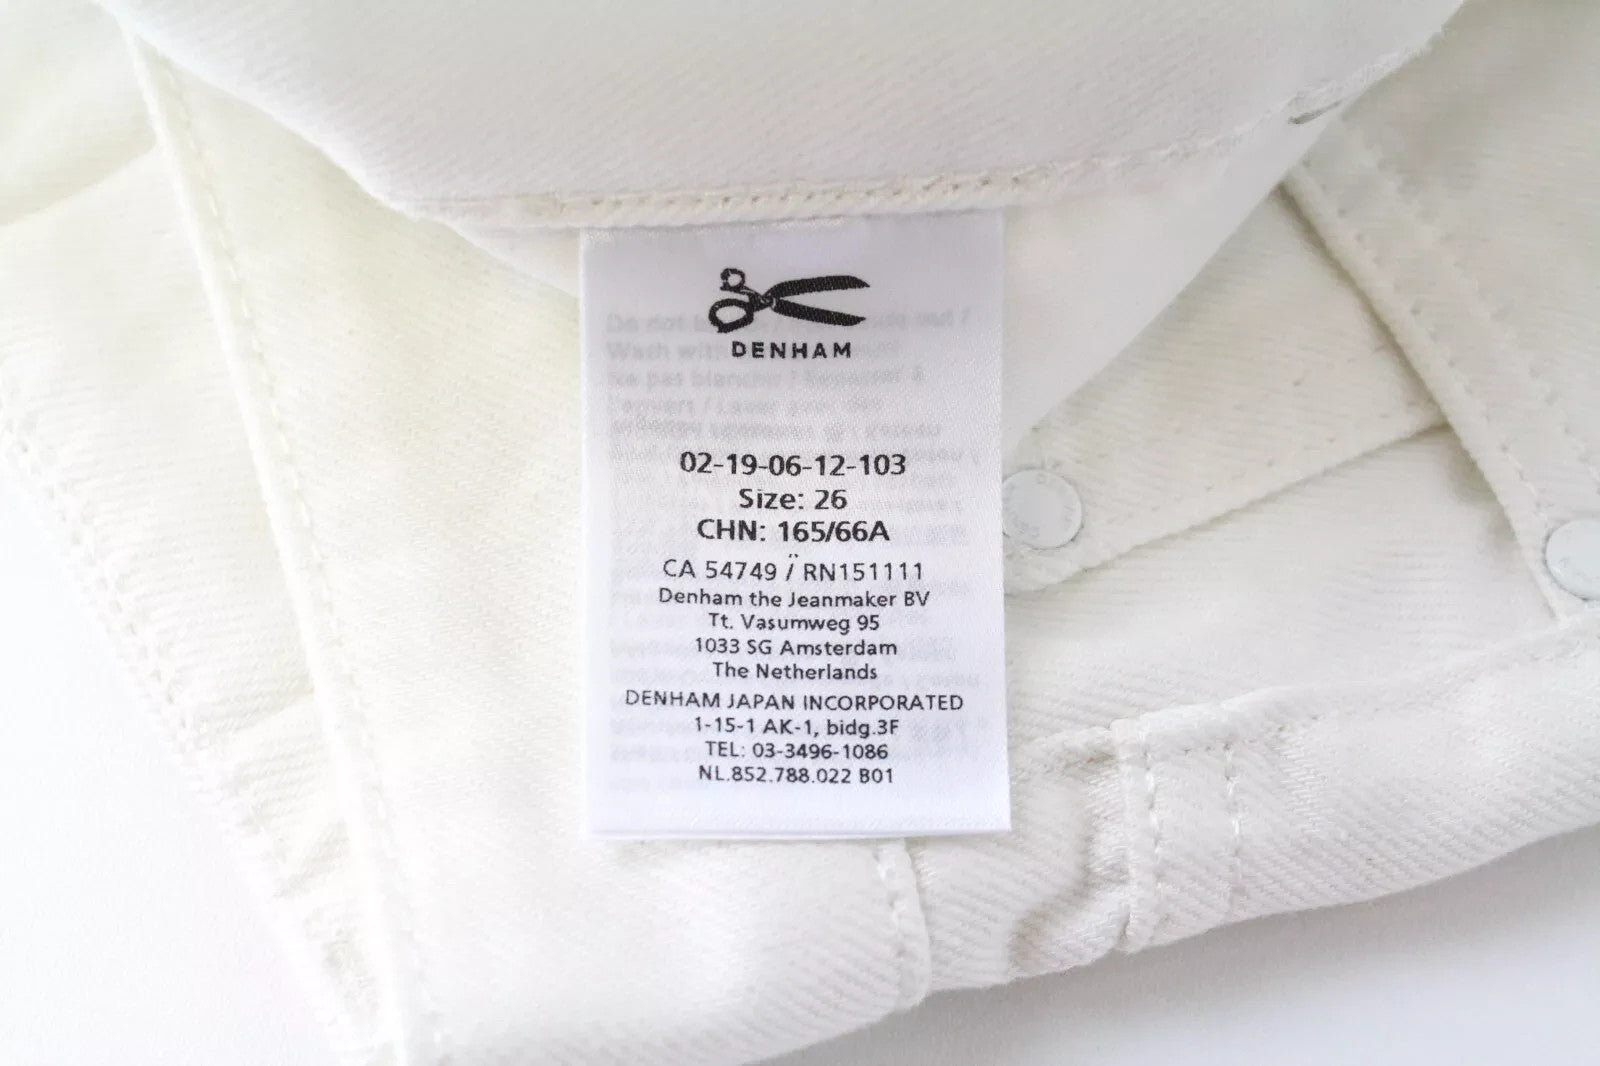 DENHAM
02-19-06-12-103
Size: 26
CHN: 165/66A
CA 54749 / RN151111
Denham the Jeanmaker BV
Tt. Vasumweg 95
1033 SG Amsterdam
The Netherlands
DENHAM JAPAN INCORPORATED
1-15-1 AK-1, bidg.3F
TEL: 03-3496-1086
NL.852.788.022 B01